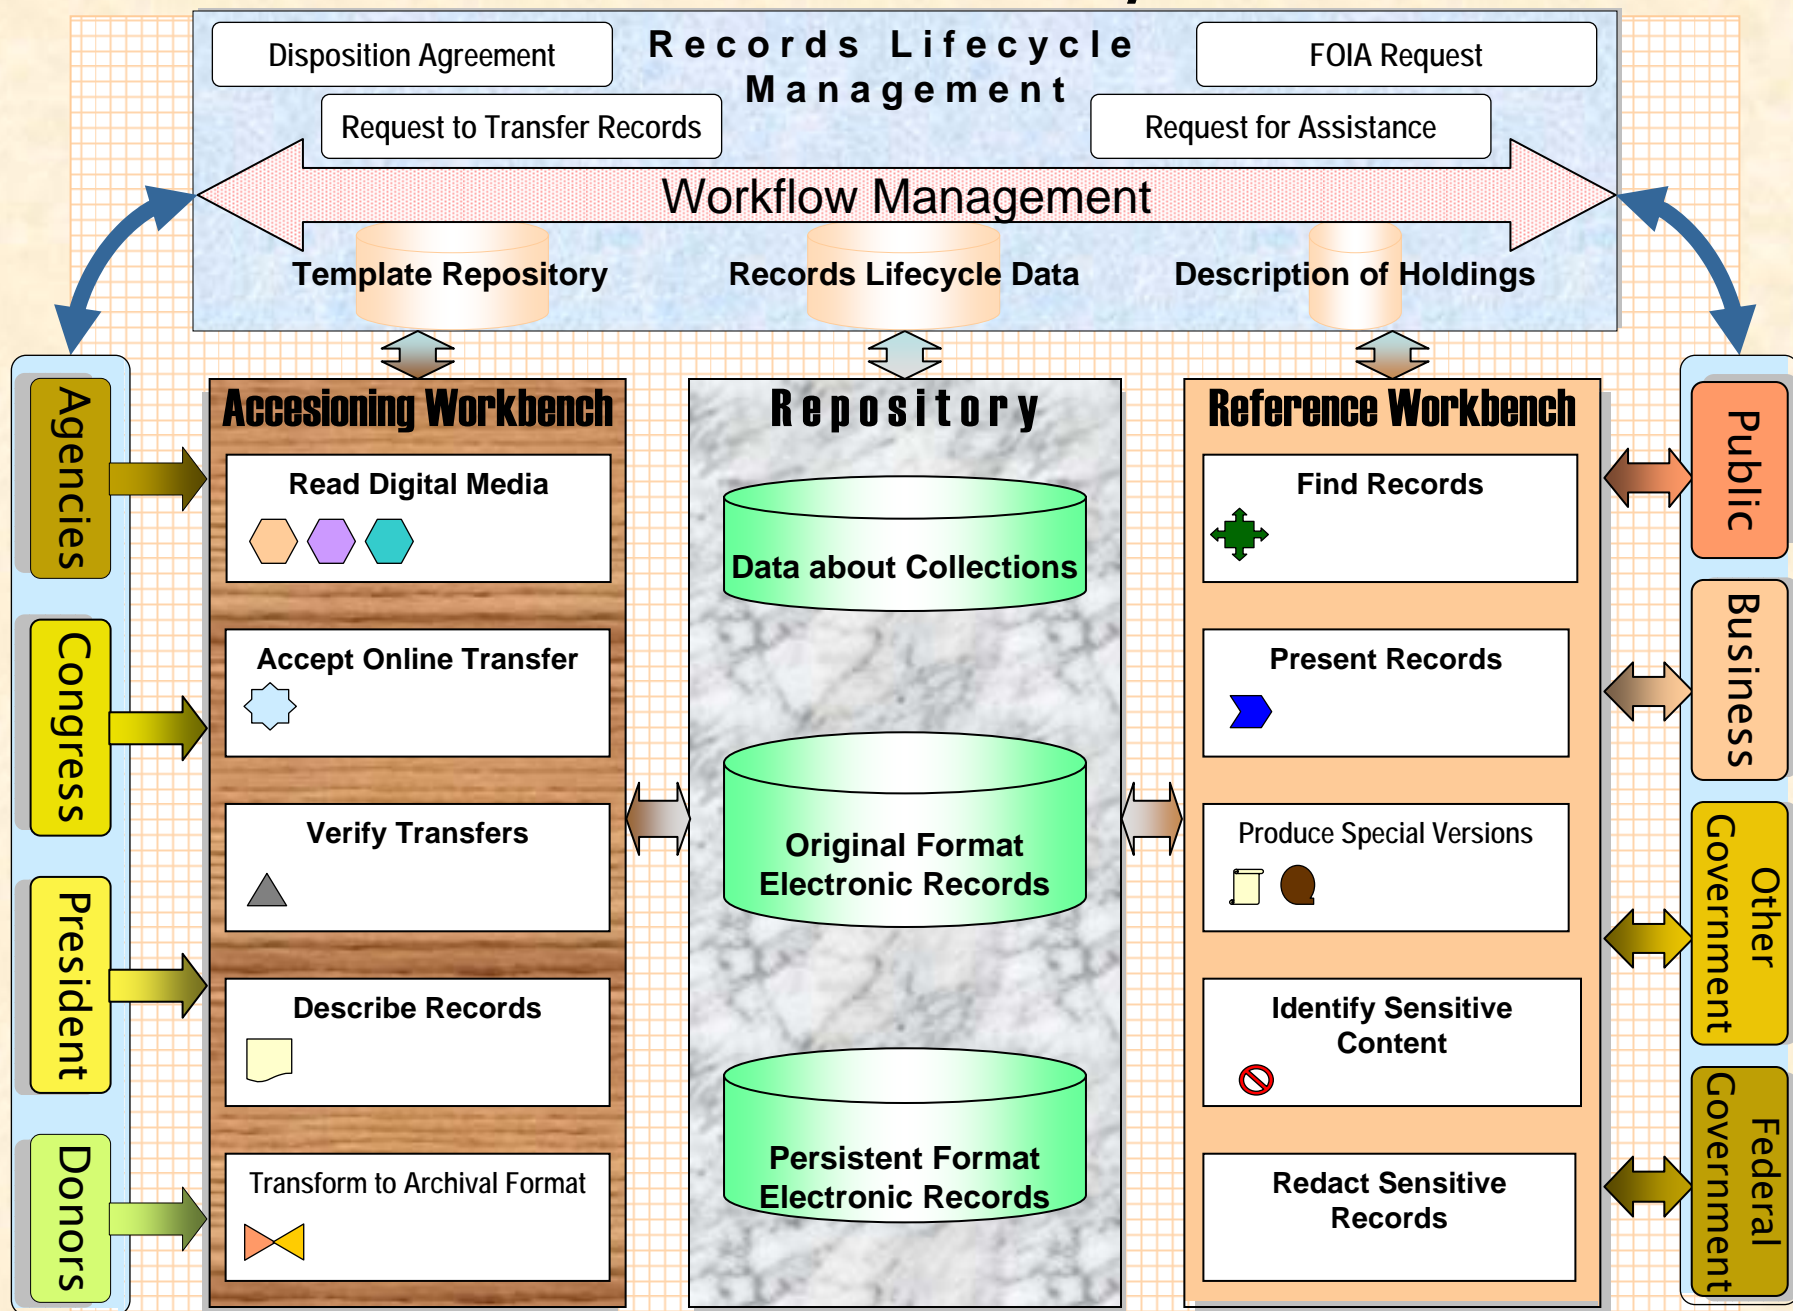 Records Lifecycle
Management
Disposition Agreement
FOIA Request
Request to Transfer Records
Request for Assistance
Workflow Management
Template Repository
Records Lifecycle Data
Description of Holdings
Agencies
Congress
President
Donors
Accesioning Workbench
Read Digital Media
Accept Online Transfer
Verify Transfers
Describe Records
Transform to Archival Format
Repository
Data about Collections
Original Format
Electronic Records
Persistent Format
Electronic Records
Reference Workbench
Find Records
Present Records
Produce Special Versions
Identify Sensitive
Content
Redact Sensitive
Records
Public
Business
Other
Government
Federal
Government